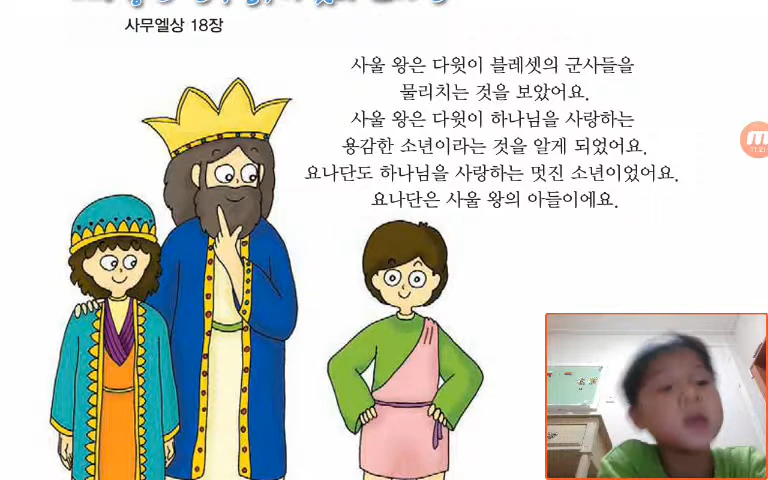 사무엘상 18장
사울 왕은 다윗이 블레셋의 군사들을
물리치는 것을 보았어요.
사울 왕은 다윗이 하나님을 사랑하는
용감한 소년이라는 것을 알게 되었어요.
요나단도 하나님을 사랑하는 멋진 소년이었어요.
요나단은 사울 왕의 아들이에요.